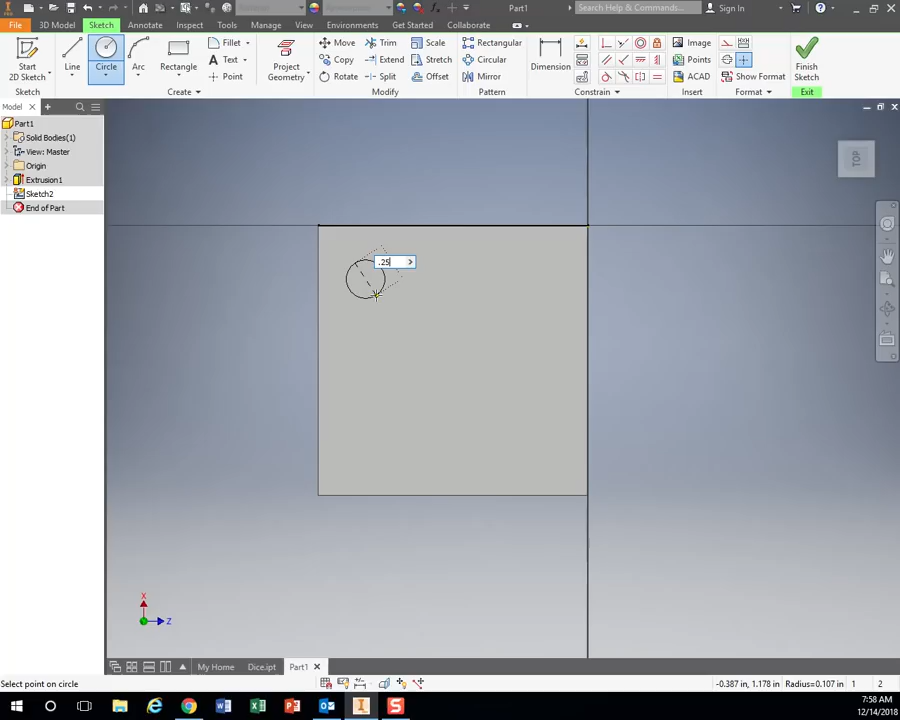 Part1
Search Help & Commands...
Sign In
File
3D Model
Sketch
Annotate
Inspect
Tools
Manage
View
Environments
Get Started
Collaborate
Start
2D Sketch
Line
Circle
Arc
Rectangle
Fillet
Text
Point
Project
Geometry
Move
Copy
Rotate
Trim
Extend
Split
Scale
Stretch
Offset
Rectangular
Circular
Mirror
Dimension
Image
Points
ACAD
Show Format
Finish
Sketch
Sketch
Create
Modify
Pattern
Constrain
Insert
Format
Exit
Model
Part1
Solid Bodies(1)
View: Master
Origin
Extrusion1
Sketch2
End of Part
TOP
.25
X
Z
My Home
Dice.ipt
Part1
Select point on circle
-0.387 in, 1.178 in
Radius=0.107 in
1
2
7:58 AM
12/14/2018